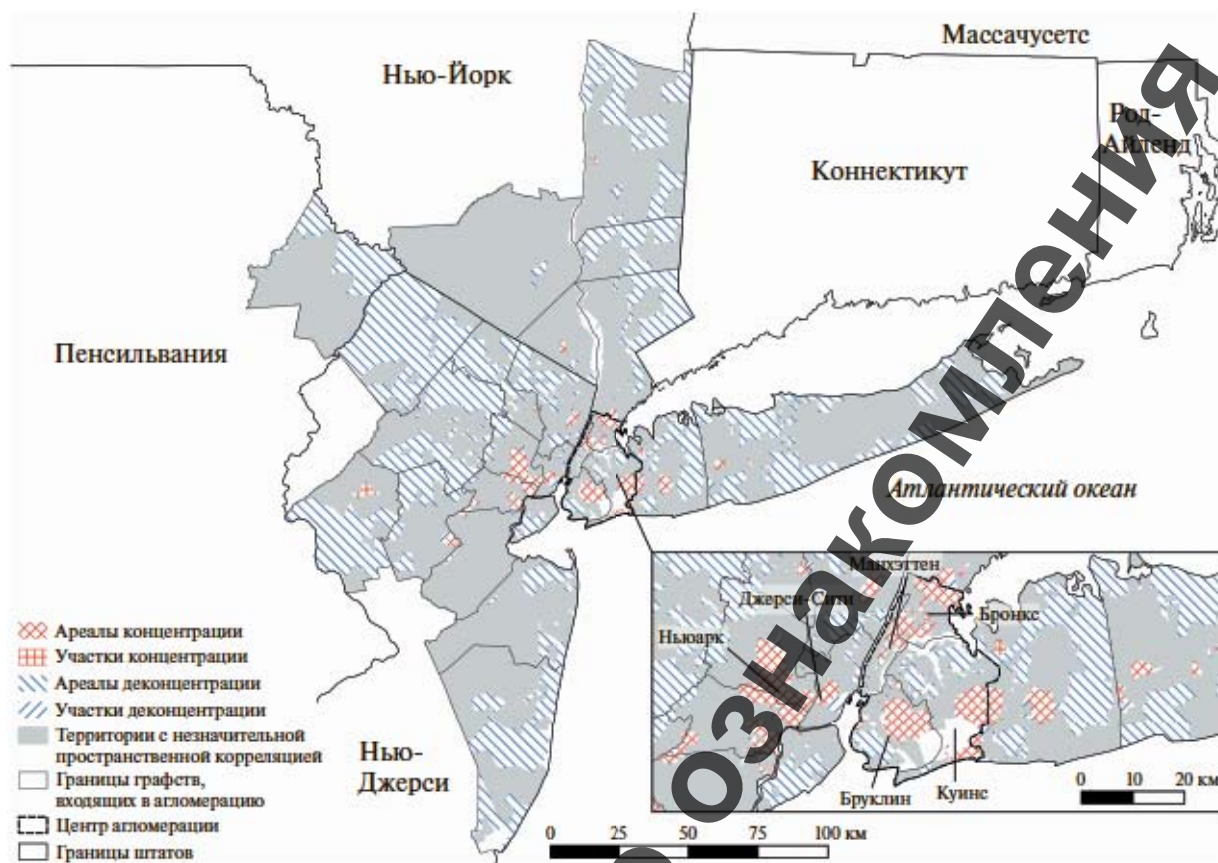 Массачусетс
Нью-Йорк
Род-
Айленд
Коннектикут
Пенсильвания
Атлантический океан
Манхэттен
Джерси-Сити
Бронкс
Ньюарк
Ареалы концентрации
Участки концентрации
Ареалы деконцентрации
Участки деконцентрации
Территории с незначительной
пространственной корреляцией
Границы графств,
входящих в агломерацию
Центр агломерации
Границы штатов
Нью-
Джерси
Бруклин
Куинс
0 10 20 км
0 25 50 75 100 км
ознакомления